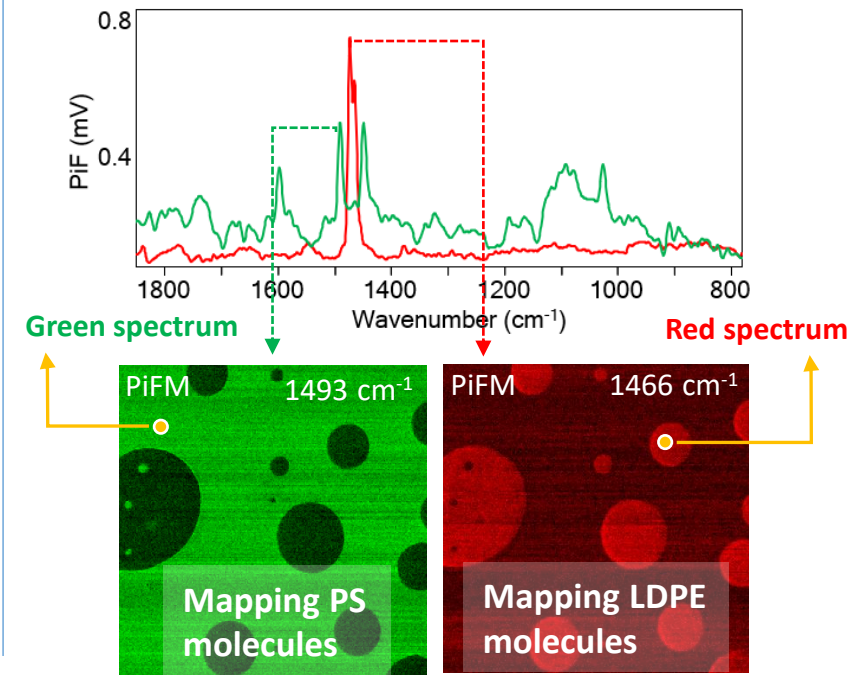 0.8
0.4
PiF (mV)
1800 1600 1400 1200 1000 800
Wavenumber (cm⁻¹)
Green spectrum
Red spectrum
PiFM 1493 cm⁻¹
PiFM 1466 cm⁻¹
Mapping PS
molecules
Mapping LDPE
molecules